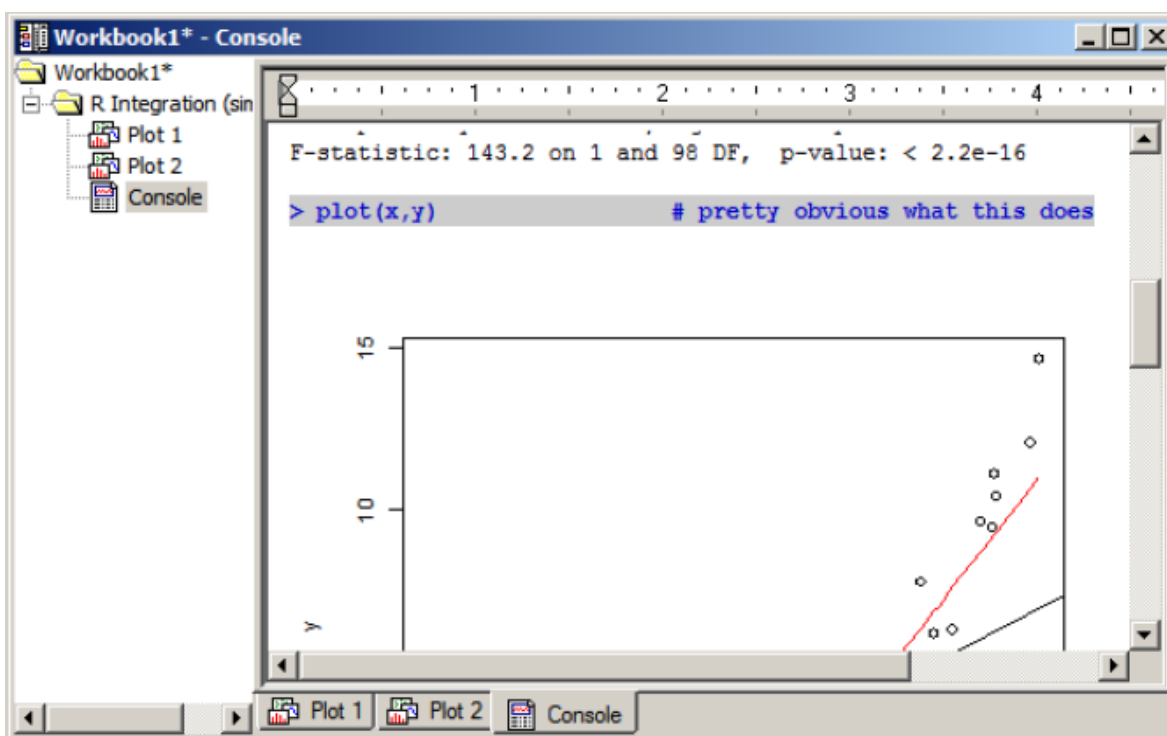 Workbook1* - Console
Workbook1*
R Integration (sin
Plot 1
Plot 2
Console
1 2 3 4
F-statistic: 143.2 on 1 and 98 DF, p-value: < 2.2e-16
> plot(x,y) # pretty obvious what this does
15
10
y
Plot 1
Plot 2
Console